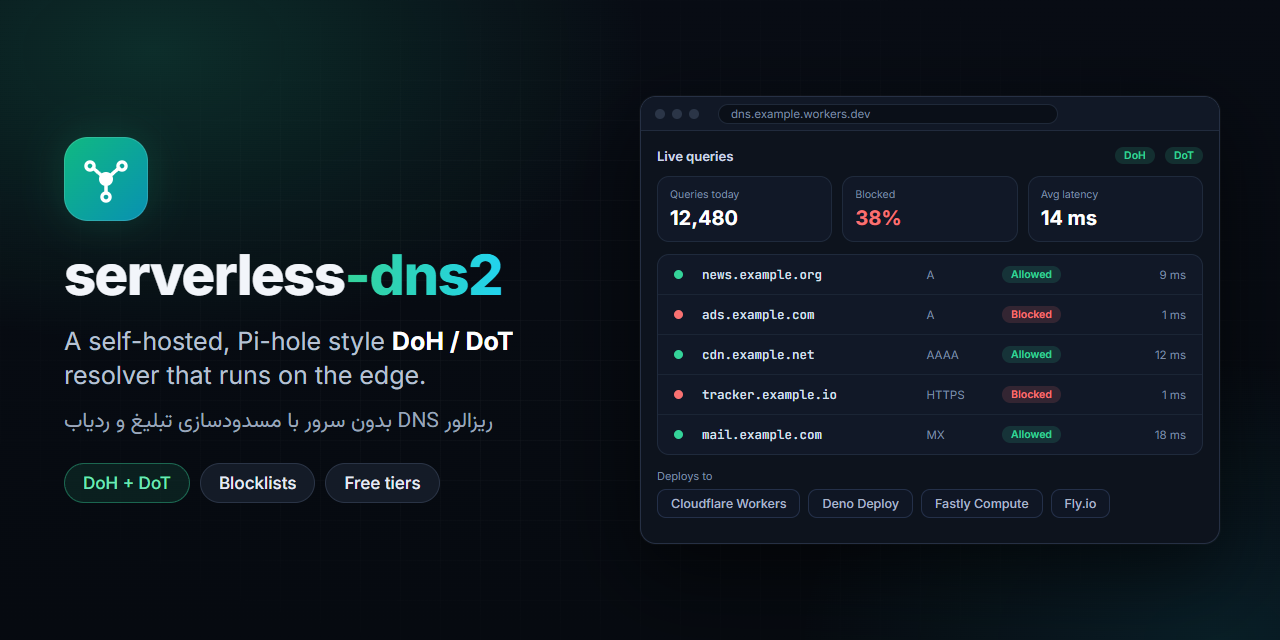 serverless-dns2
A self-hosted, Pi-hole style DoH / DoT
resolver that runs on the edge.
ریزالور DNS بدون سرور با مسدودسازی تبلیغ و ردیاب
DoH + DoT
Blocklists
Free tiers
dns.example.workers.dev
Live queries
DoH
DoT
Queries today
12,480
Blocked
38%
Avg latency
14 ms
news.example.org A Allowed 9 ms
ads.example.com A Blocked 1 ms
cdn.example.net AAAA Allowed 12 ms
tracker.example.io HTTPS Blocked 1 ms
mail.example.com MX Allowed 18 ms
Deploys to
Cloudflare Workers
Deno Deploy
Fastly Compute
Fly.io